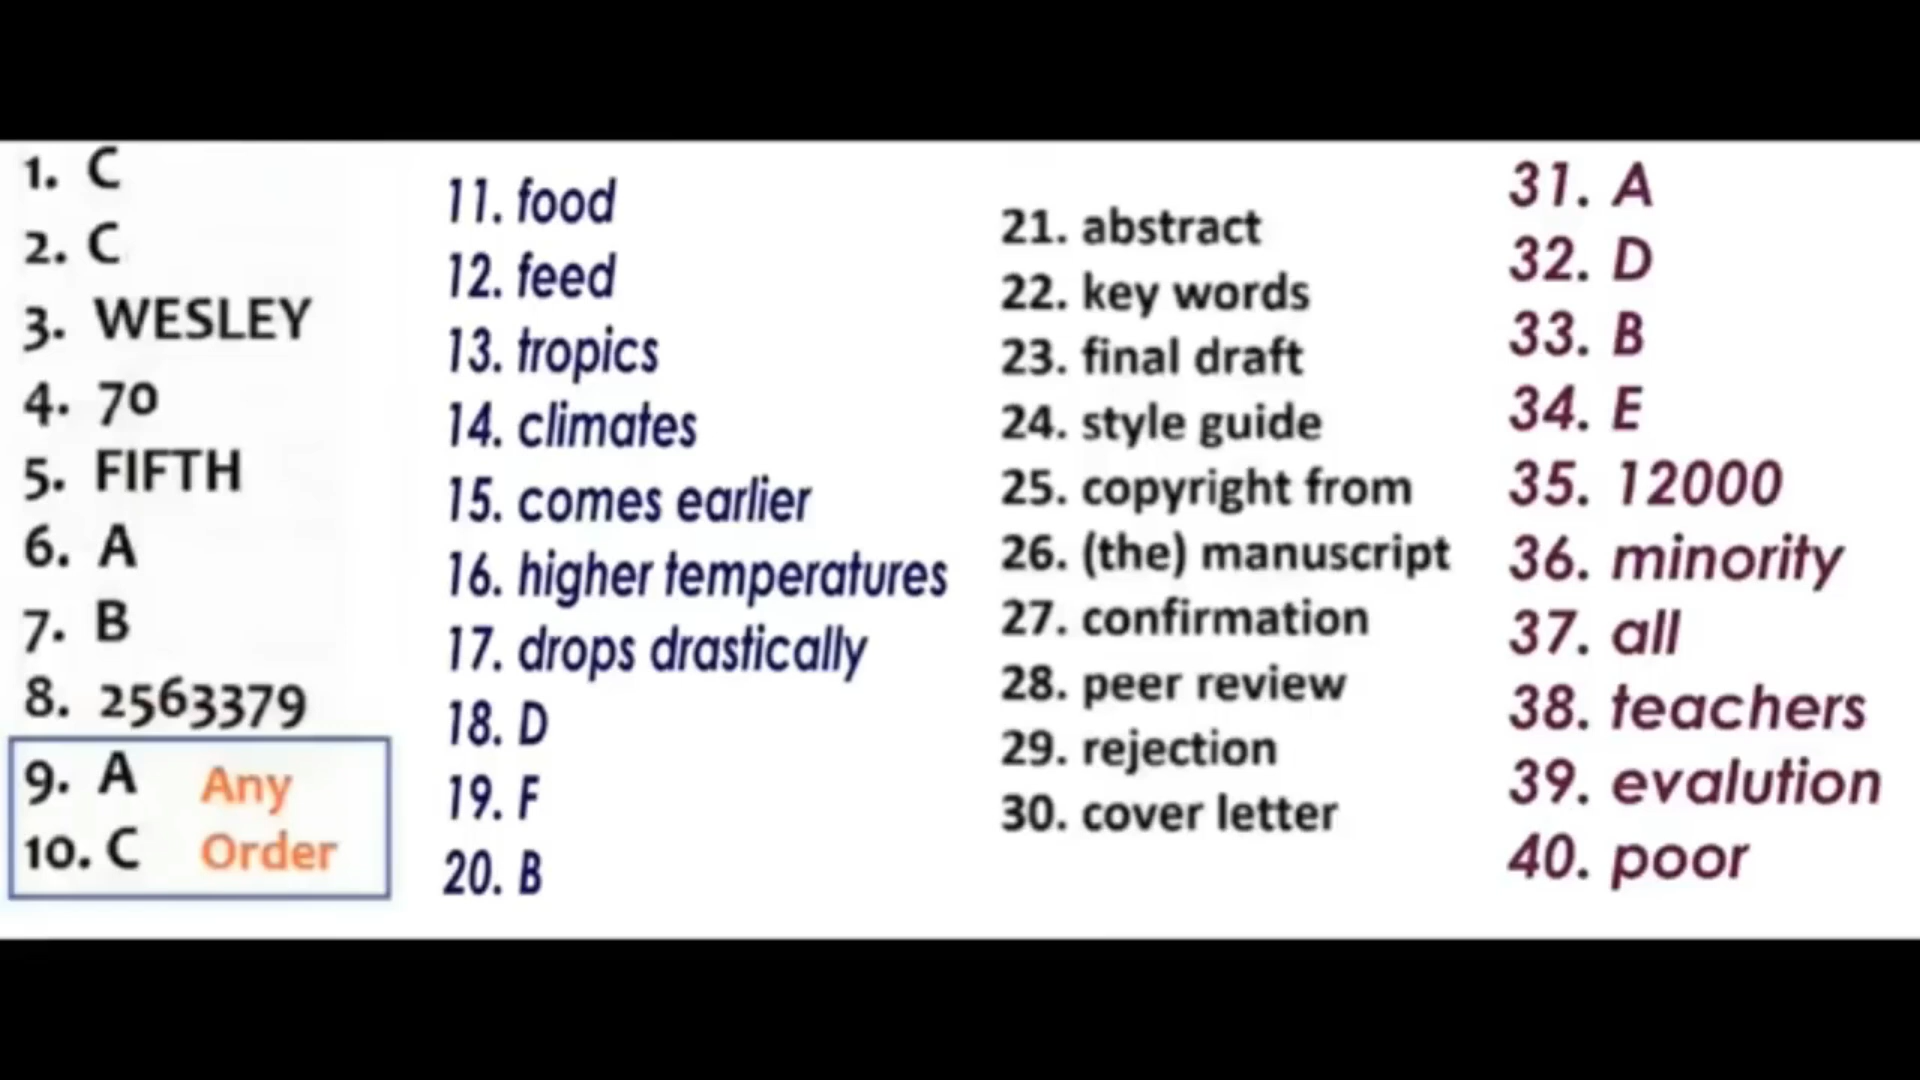 1. C
2. C
3. WESLEY
4. 70
5. FIFTH
6. A
7. B
8. 2563379
9. A
10. C
Any
Order
11. food
12. feed
13. tropics
14. climates
15. comes earlier
16. higher temperatures
17. drops drastically
18. D
19. F
20. B
21. abstract
22. key words
23. final draft
24. style guide
25. copyright from
26. (the) manuscript
27. confirmation
28. peer review
29. rejection
30. cover letter
31. A
32. D
33. B
34. E
35. 12000
36. minority
37. all
38. teachers
39. evalution
40. poor